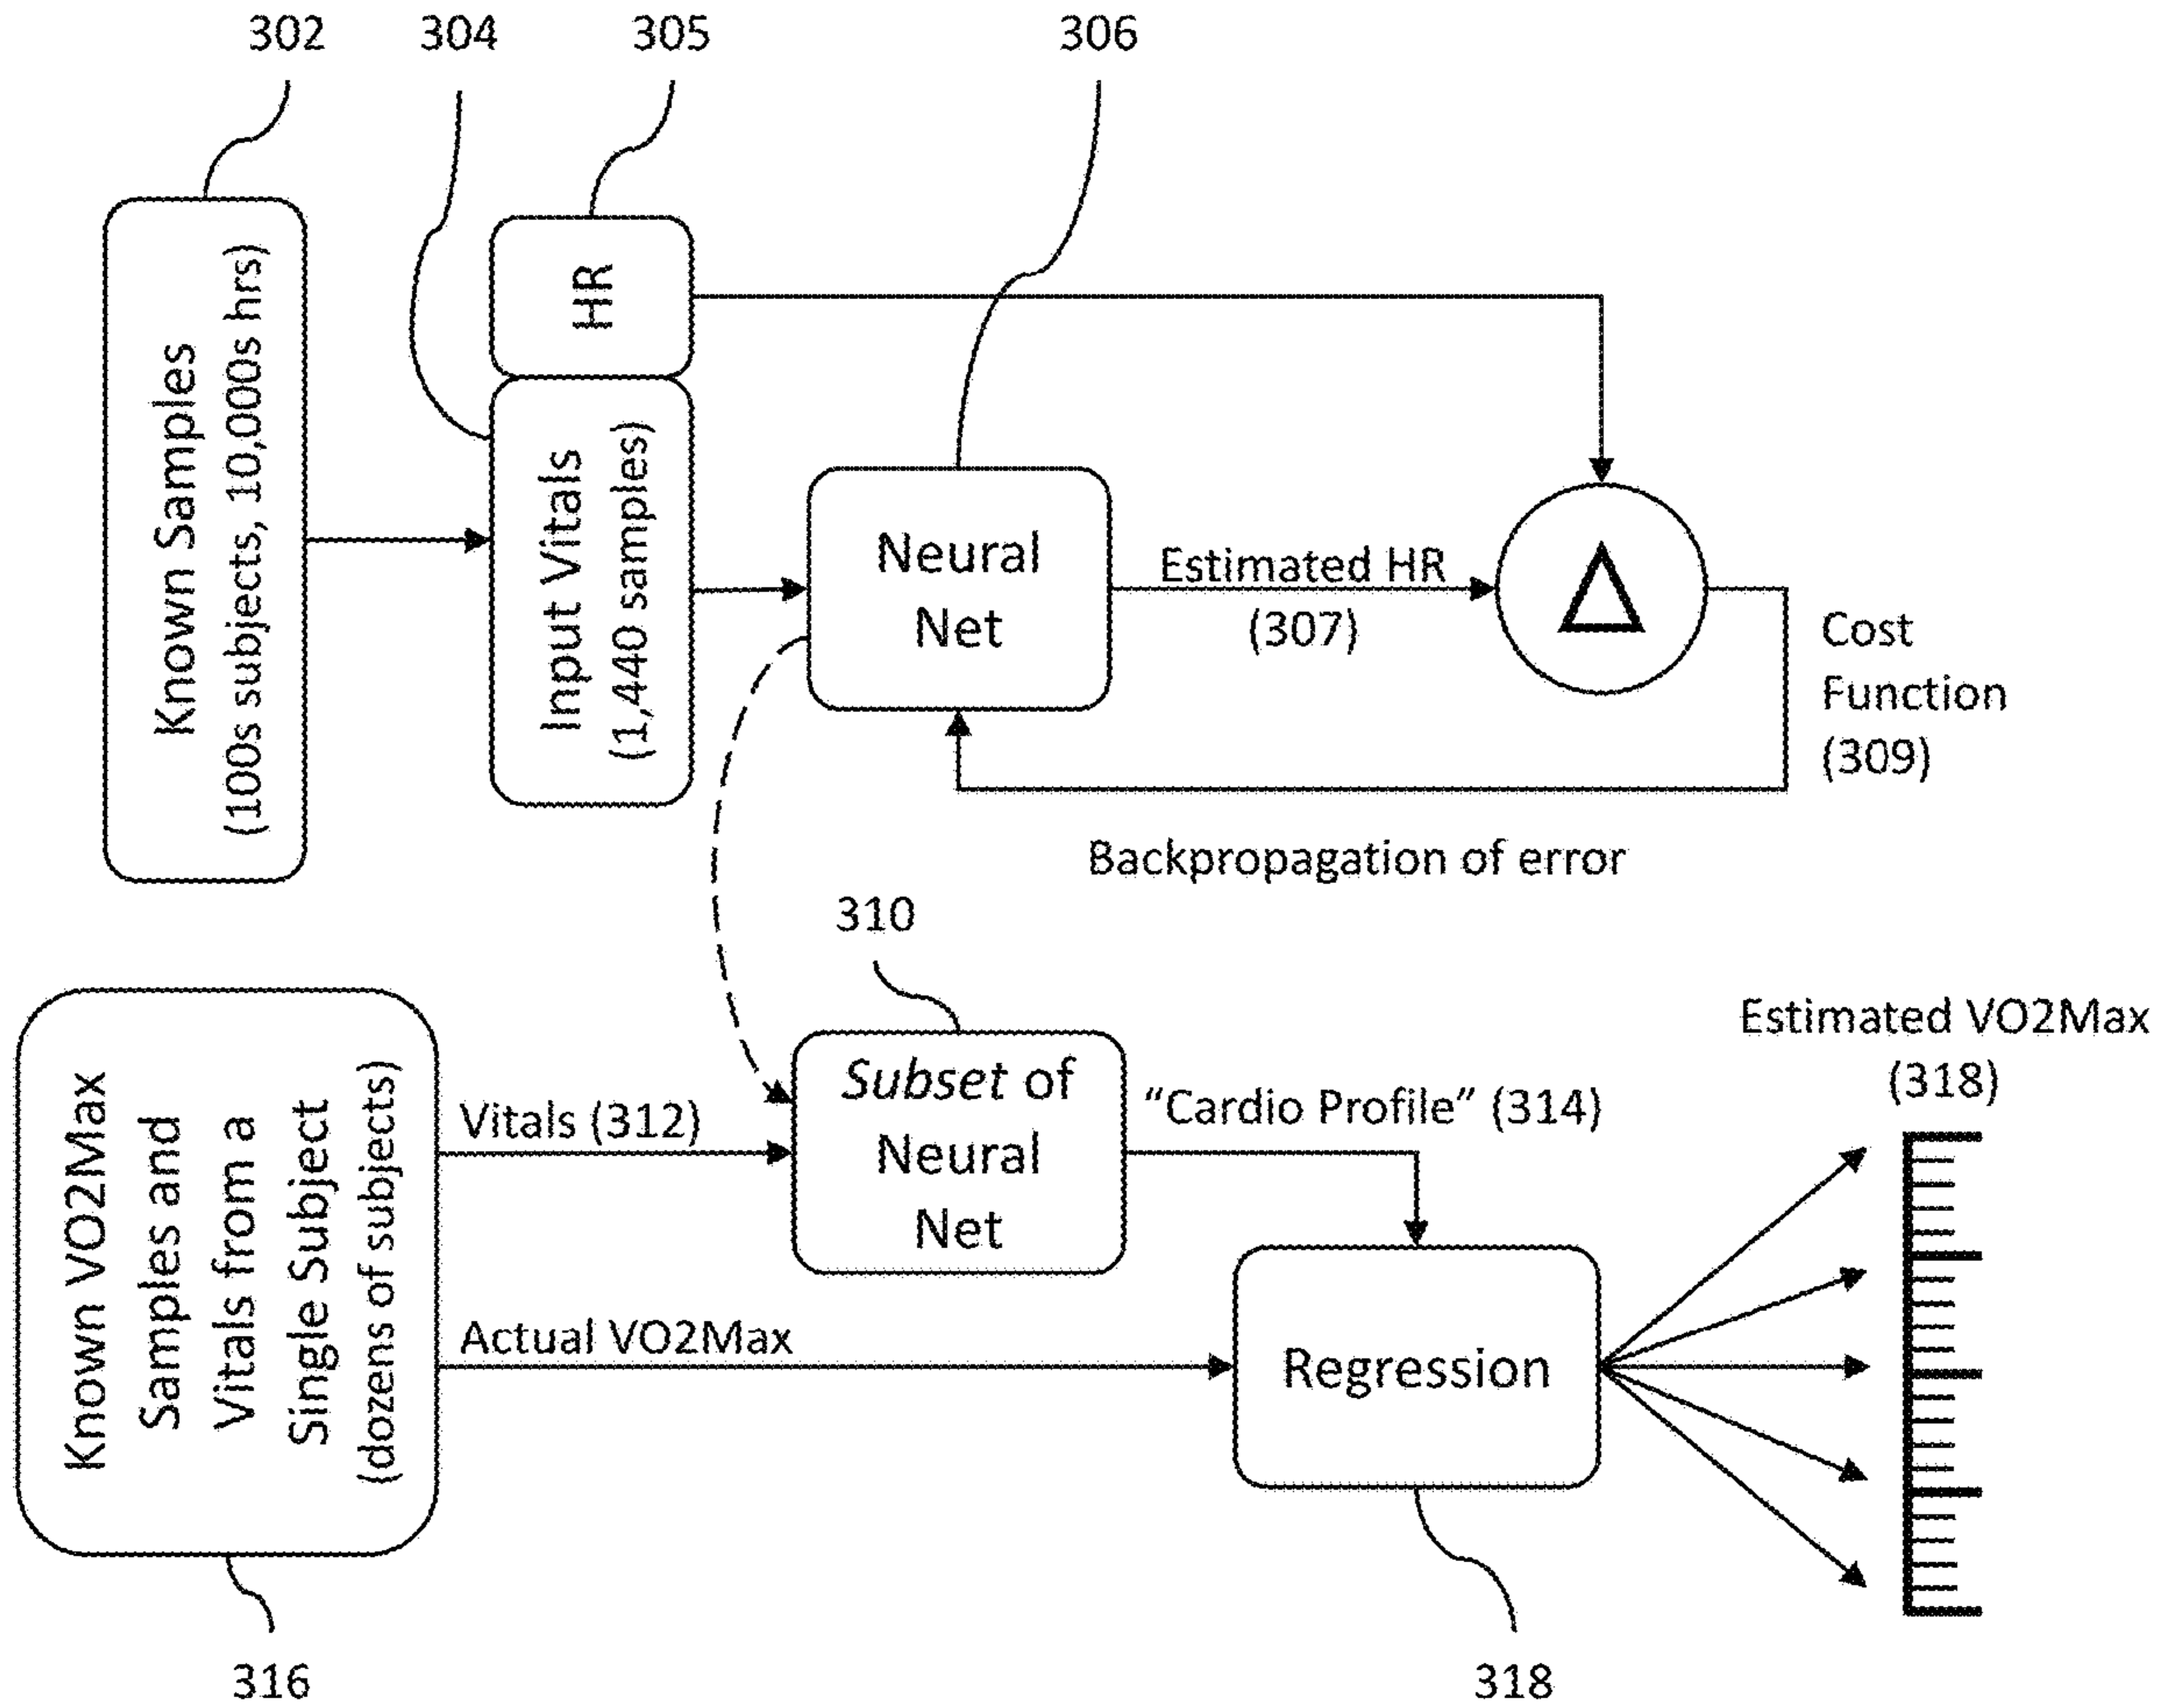 302
304
305
306
Known Samples
(100s subjects, 10,000s hrs)
HR
Input Vitals
(1,440 samples)
Neural
Net
Estimated HR
(307)
Δ
Cost
Function
(309)
Backpropagation of error
310
Known VO2Max
Samples and
Vitals from a
Single Subject
(dozens of subjects)
Vitals (312)
Subset of
Neural
Net
"Cardio Profile" (314)
Estimated VO2Max
(318)
Actual VO2Max
Regression
316
318